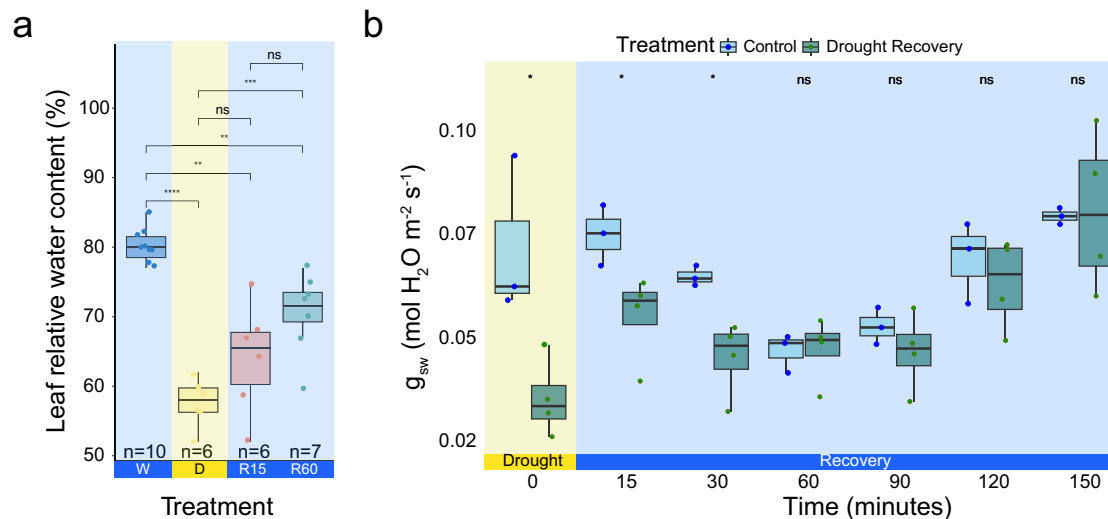 a
Leaf relative water content (%)
100
90
80
70
60
50
ns
***
ns
**
**
****
n=10
n=6
n=6
n=7
W
D
R15
R60
Treatment
b
Treatment Control Drought Recovery
g_sw (mol H₂O m⁻² s⁻¹)
0.10
0.07
0.05
0.02
* * * ns ns ns ns
Drought
Recovery
0 15 30 60 90 120 150
Time (minutes)